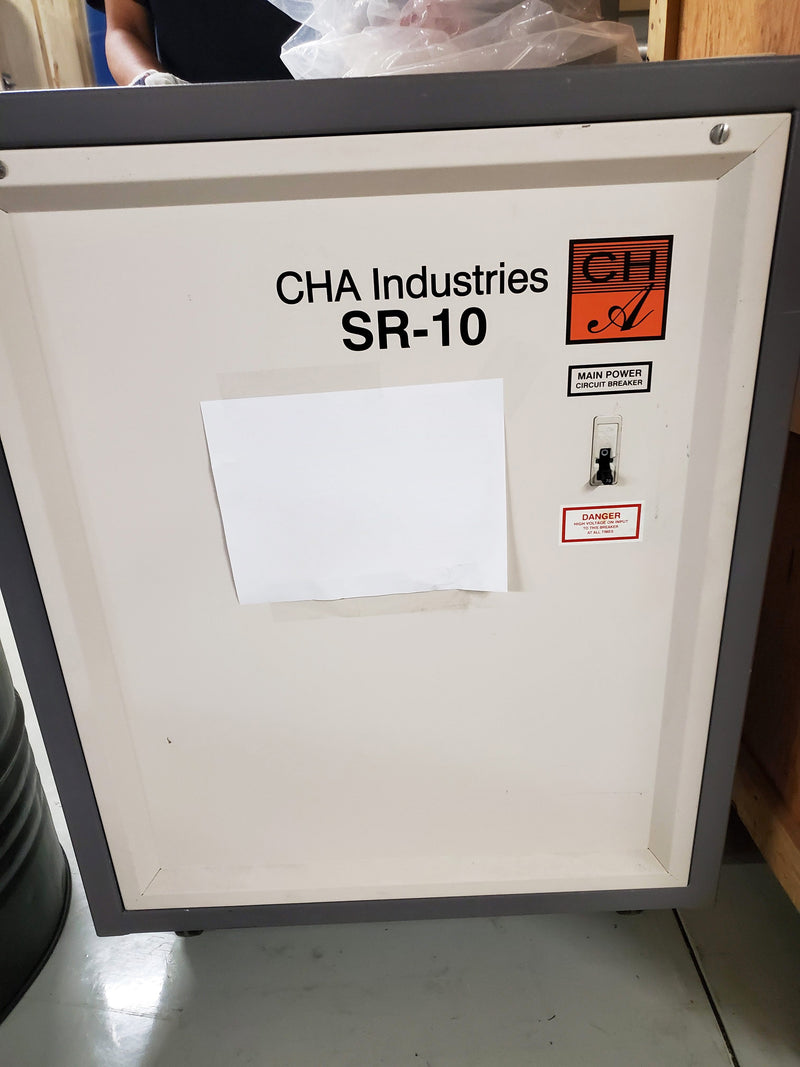 CHA Industries
SR-10
CH
A
MAIN POWER
CIRCUIT BREAKER
DANGER
HIGH VOLTAGE ON INPUT
TO THIS BREAKER
AT ALL TIMES